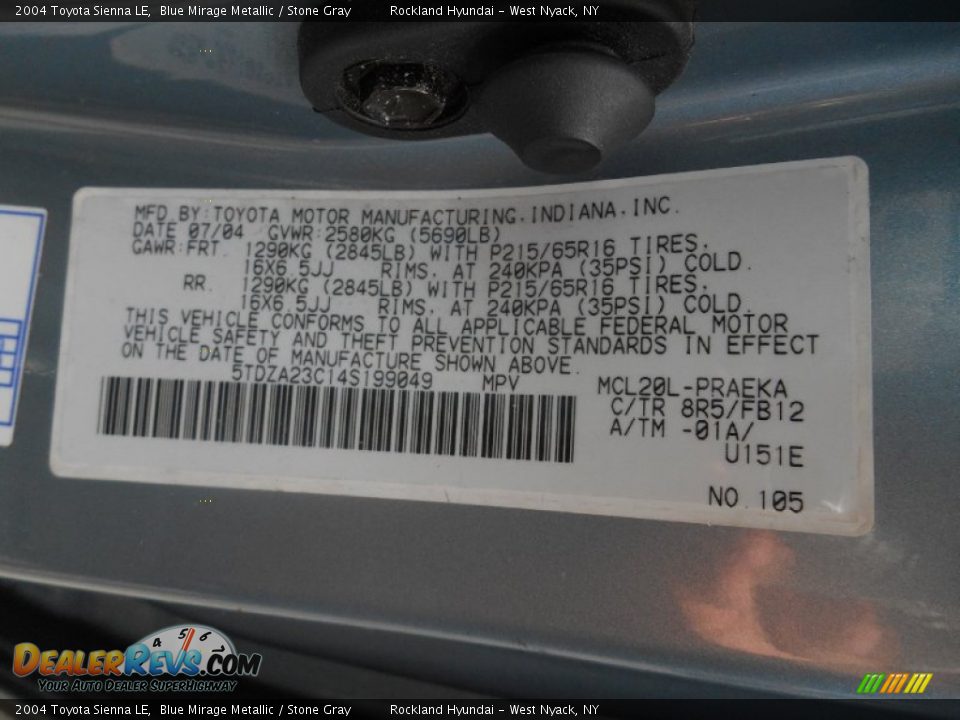 2004 Toyota Sienna LE, Blue Mirage Metallic / Stone Gray Rockland Hyundai - West Nyack, NY
MFD BY:TOYOTA MOTOR MANUFACTURING,INDIANA,INC.
DATE 07/04 GVWR:2580KG (5690LB)
GAWR:FRT. 1290KG (2845LB) WITH P215/65R16 TIRES.
16X6.5JJ RIMS. AT 240KPA (35PSI) COLD.
RR. 1290KG (2845LB) WITH P215/65R16 TIRES.
16X6.5JJ RIMS. AT 240KPA (35PSI) COLD.
THIS VEHICLE CONFORMS TO ALL APPLICABLE FEDERAL MOTOR
VEHICLE SAFETY AND THEFT PREVENTION STANDARDS IN EFFECT
ON THE DATE OF MANUFACTURE SHOWN ABOVE.
5TDZA23C14S199049 MPV
MCL20L-PRAEKA
C/TR 8R5/FB12
A/TM -01A/
U151E
NO.105
4 5 6
DEALERREVS.COM
YOUR AUTO DEALER SUPERHIGHWAY
2004 Toyota Sienna LE, Blue Mirage Metallic / Stone Gray Rockland Hyundai - West Nyack, NY